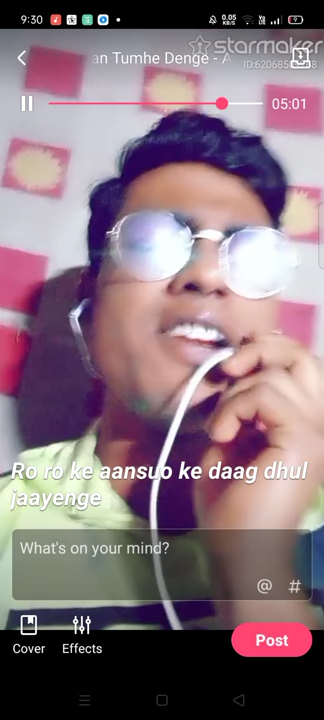 9:30
0.05
KB/S
an Tumhe Denge - A
starmaker
05:01
Ro ro ke aansuo ke daag dhul
jaayenge
What's on your mind?
@ #
Cover
Effects
Post